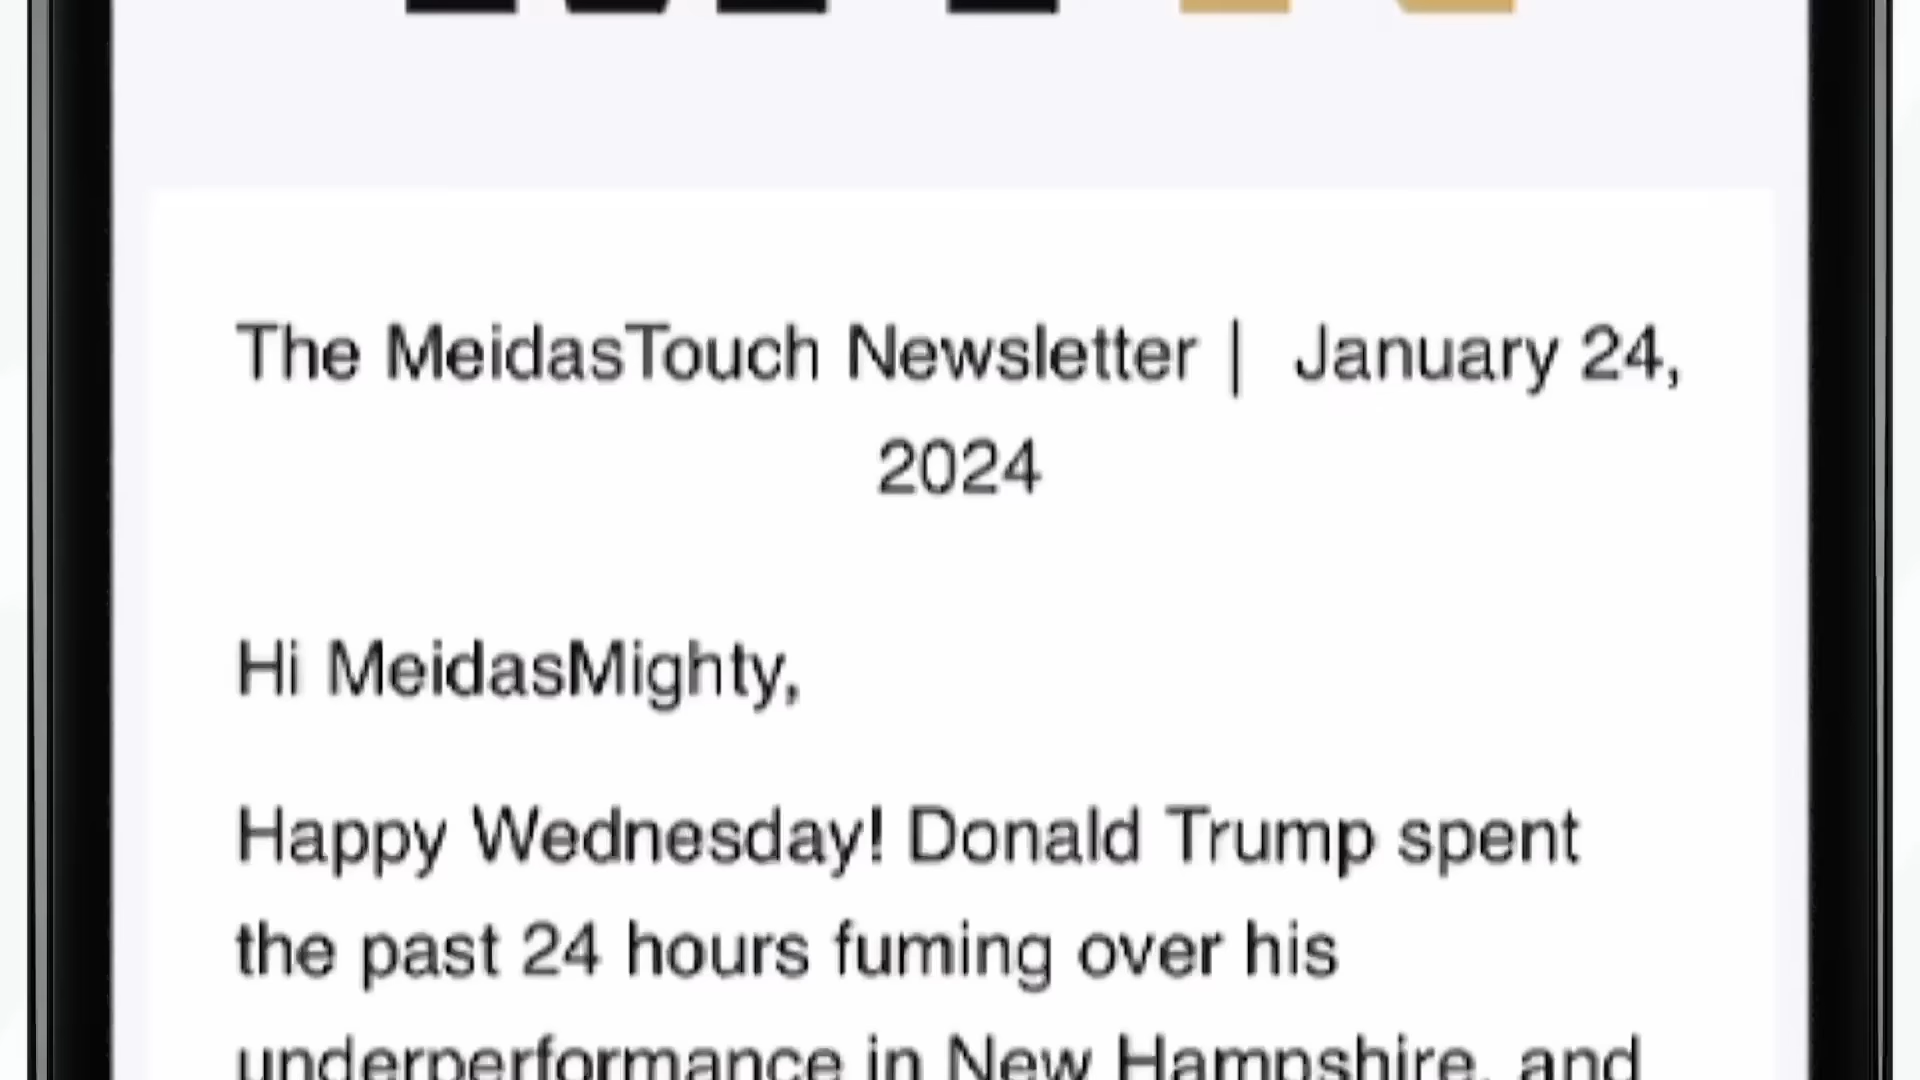 The MeidasTouch Newsletter | January 24,
2024
Hi MeidasMighty,
Happy Wednesday! Donald Trump spent
the past 24 hours fuming over his
underperformance in New Hampshire, and